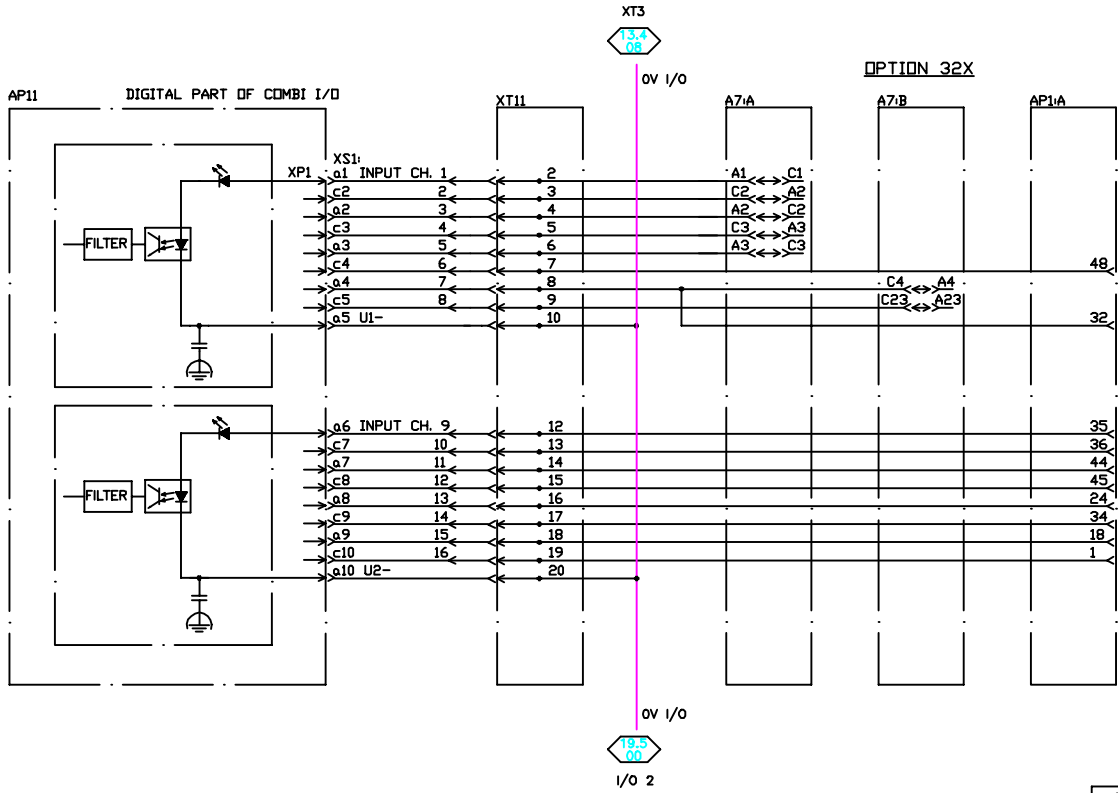 XT3
13.4
08
0V I/O
OPTION 32X
AP11 DIGITAL PART OF COMBI I/O XT11 A7:A A7:B AP1:A
XS1:
XP1 a1 INPUT CH. 1 2 A1 C1
c2 2 3 C2 A2
a2 3 4 A2 C2
c3 4 5 C3 A3
FILTER
a3 5 6 A3 C3
c4 6 7 48
a4 7 8 C4 A4
c5 8 9 C23 A23
a5 U1- 10 32
a6 INPUT CH. 9 12 35
c7 10 13 36
a7 11 14 44
c8 12 15 45
FILTER
a8 13 16 24
c9 14 17 34
a9 15 18 18
c10 16 19 1
a10 U2- 20
0V I/O
19.5
00
I/O 2